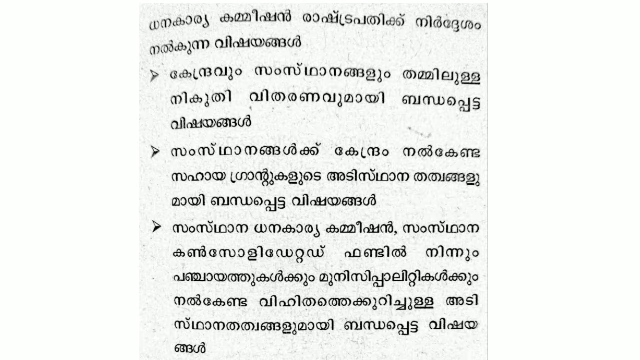 ധനകാര്യ കമ്മീഷൻ രാഷ്ട്രപതിക്ക് നിർദ്ദേശം
നൽകുന്ന വിഷയങ്ങൾ
➤ കേന്ദ്രവും സംസ്ഥാനങ്ങളും തമ്മിലുള്ള
നികുതി വിതരണവുമായി ബന്ധപ്പെട്ട
വിഷയങ്ങൾ
➤ സംസ്ഥാനങ്ങൾക്ക് കേന്ദ്രം നൽകേണ്ട
സഹായ ഗ്രാന്റുകളുടെ അടിസ്ഥാന തത്വങ്ങളു
മായി ബന്ധപ്പെട്ട വിഷയങ്ങൾ
➤ സംസ്ഥാന ധനകാര്യ കമ്മീഷൻ, സംസ്ഥാന
കൺസോളിഡേറ്റഡ് ഫണ്ടിൽ നിന്നും
പഞ്ചായത്തുകൾക്കും മുനിസിപ്പാലിറ്റികൾക്കും
നൽകേണ്ട വിഹിതത്തെക്കുറിച്ചുള്ള അടി
സ്ഥാനതത്വങ്ങളുമായി ബന്ധപ്പെട്ട വിഷയ
ങ്ങൾ